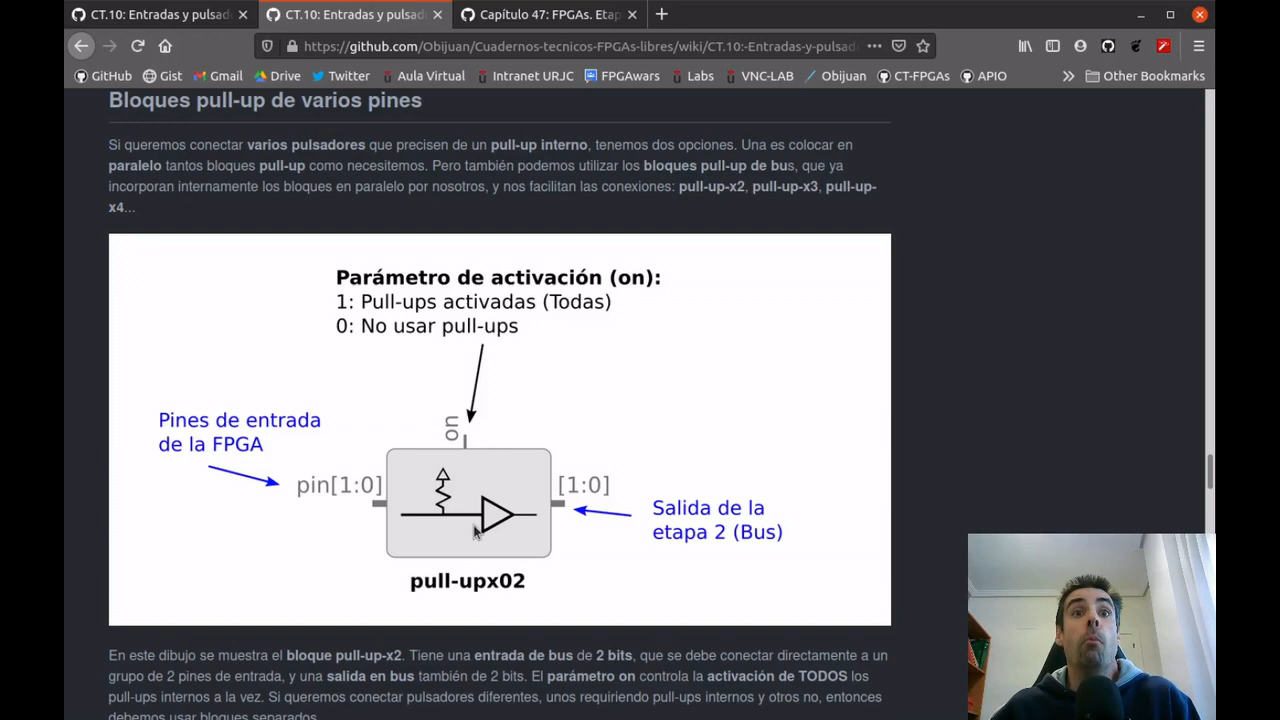 CT.10: Entradas y pulsad
CT.10: Entradas y pulsad
Capítulo 47: FPGAs. Etap
https://github.com/Obijuan/Cuadernos-tecnicos-FPGAs-libres/wiki/CT.10:-Entradas-y-pulsad
GitHub Gist Gmail Drive Twitter Aula Virtual Intranet URJC FPGAwars Labs VNC-LAB Obijuan CT-FPGAs APIO Other Bookmarks
Bloques pull-up de varios pines
Si queremos conectar varios pulsadores que precisen de un pull-up interno, tenemos dos opciones. Una es colocar en
paralelo tantos bloques pull-up como necesitemos. Pero también podemos utilizar los bloques pull-up de bus, que ya
incorporan internamente los bloques en paralelo por nosotros, y nos facilitan las conexiones: pull-up-x2, pull-up-x3, pull-up-
x4...
Parámetro de activación (on):
1: Pull-ups activadas (Todas)
0: No usar pull-ups
on
Pines de entrada
de la FPGA
pin[1:0]
[1:0]
Salida de la
etapa 2 (Bus)
pull-upx02
En este dibujo se muestra el bloque pull-up-x2. Tiene una entrada de bus de 2 bits, que se debe conectar directamente a un
grupo de 2 pines de entrada, y una salida en bus también de 2 bits. El parámetro on controla la activación de TODOS los
pull-ups internos a la vez. Si queremos conectar pulsadores diferentes, unos requiriendo pull-ups internos y otros no, entonces
debemos usar bloques separados.